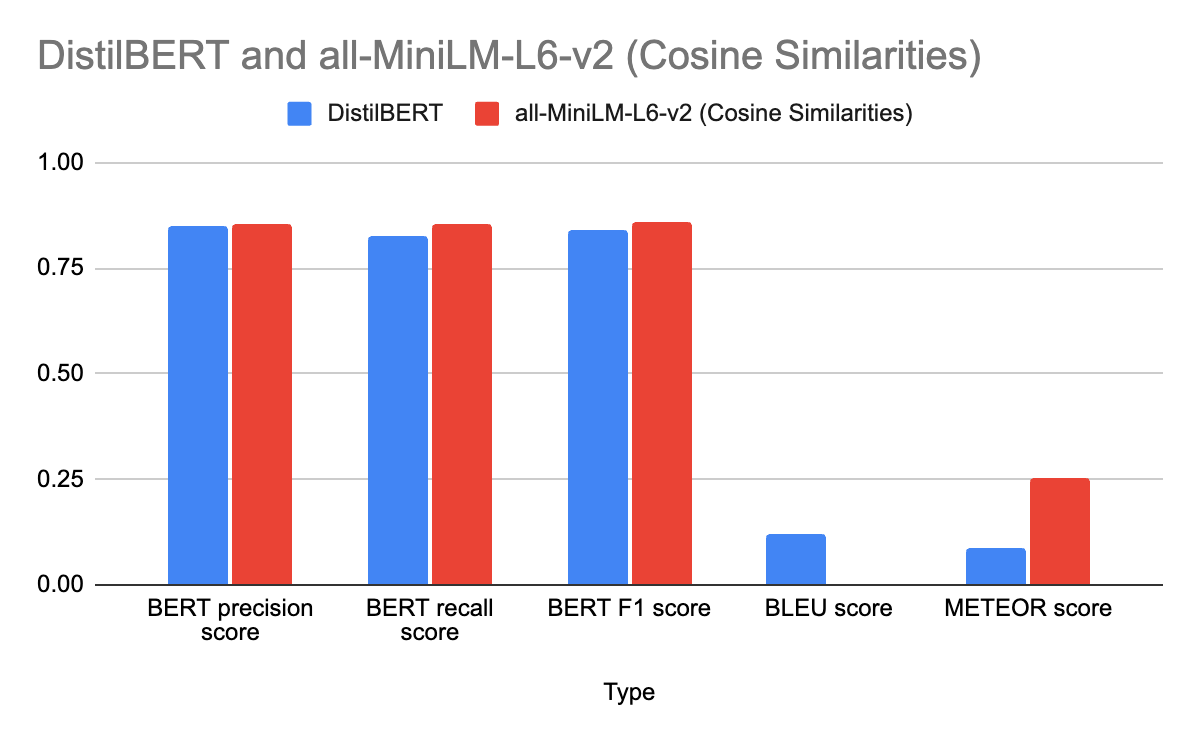 DistilBERT and all-MiniLM-L6-v2 (Cosine Similarities)
DistilBERT
all-MiniLM-L6-v2 (Cosine Similarities)
1.00
0.75
0.50
0.25
0.00
BERT precision
score
BERT recall
score
BERT F1 score
BLEU score
METEOR score
Type